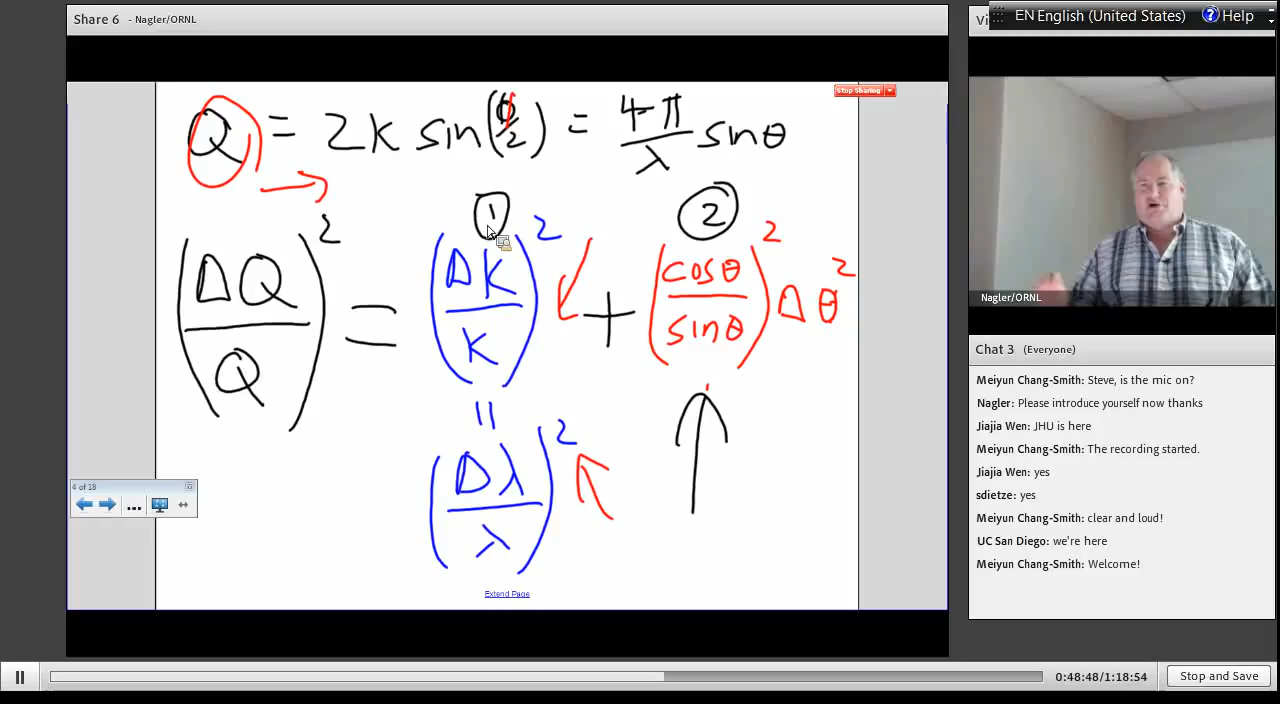 Share 6 - Nagler/ORNL
EN English (United States) Help
Stop Sharing
Q = 2k sin(ϕ/2) = 4π/λ sinθ
① ②
(ΔQ/Q)² = (Δk/k)² + (cosθ/sinθ)² Δθ²
=
(Δλ/λ)²
4 of 18
...
Extend Page
Vi
Nagler/ORNL
Chat 3 (Everyone)
Meiyun Chang-Smith: Steve, is the mic on?
Nagler: Please introduce yourself now thanks
Jiajia Wen: JHU is here
Meiyun Chang-Smith: The recording started.
Jiajia Wen: yes
sdietze: yes
Meiyun Chang-Smith: clear and loud!
UC San Diego: we're here
Meiyun Chang-Smith: Welcome!
0:48:48/1:18:54
Stop and Save